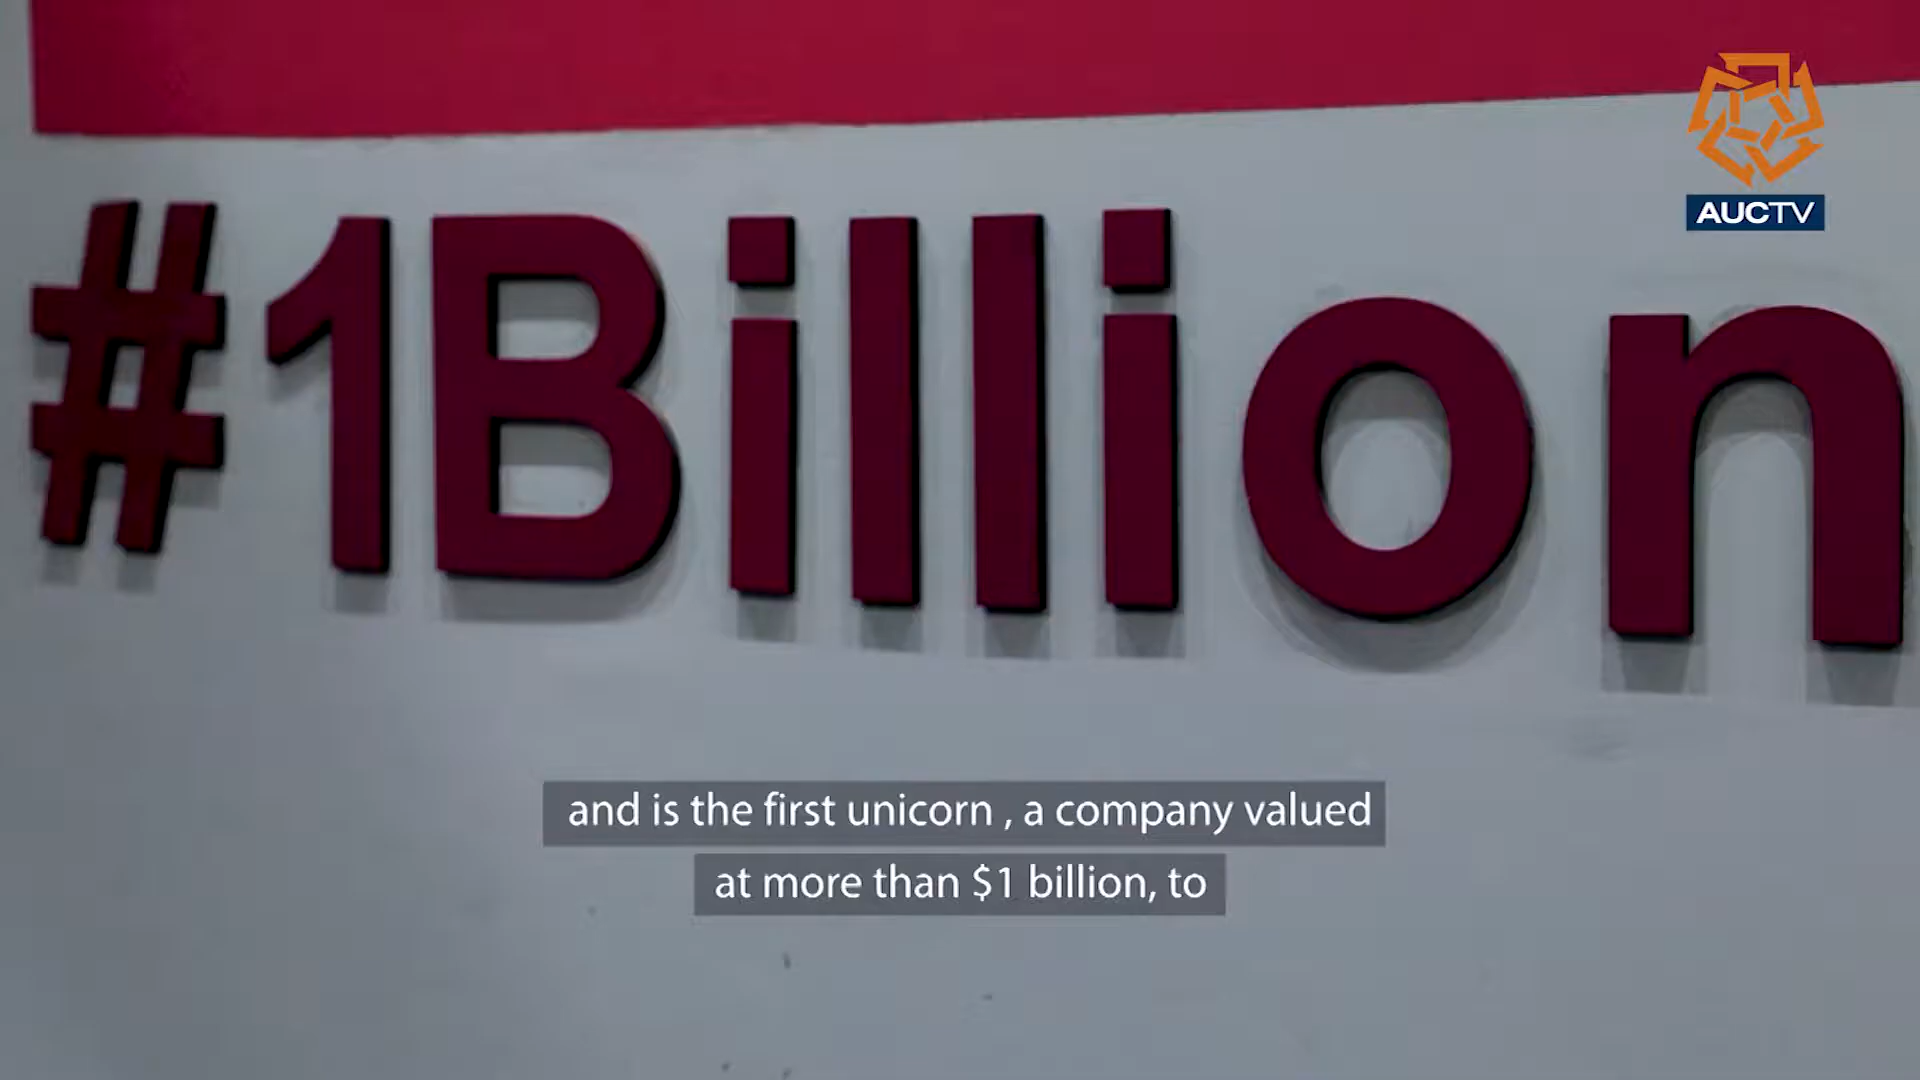 AUCTV
#1Billion
and is the first unicorn , a company valued
at more than $1 billion, to